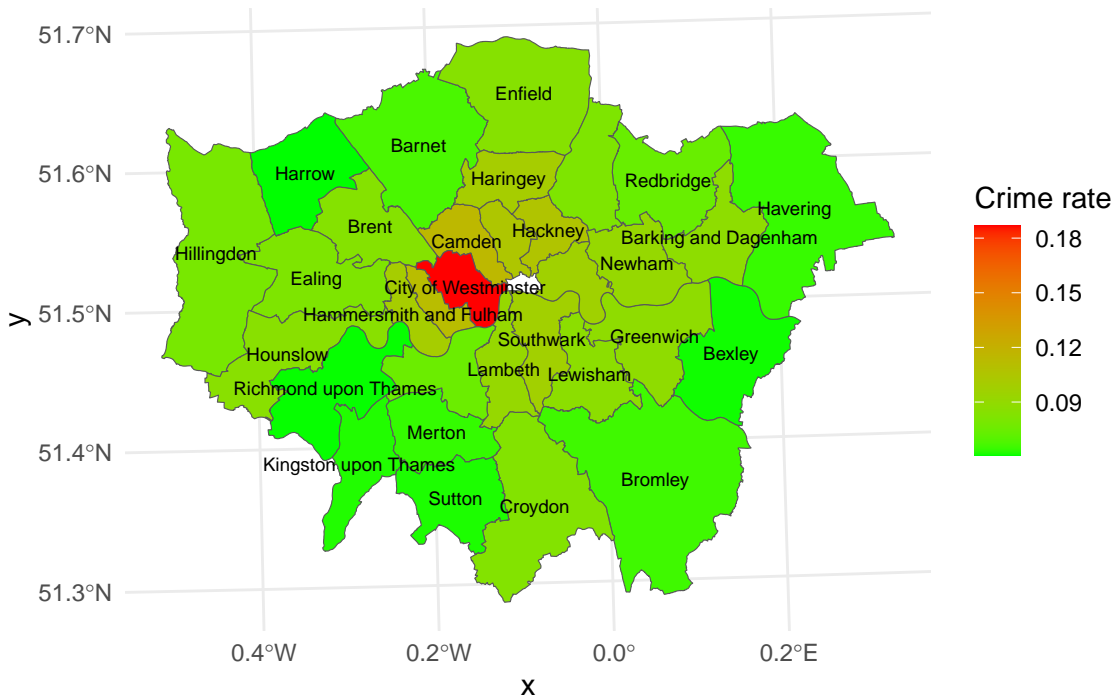 51.7°N
51.6°N
51.5°N
51.4°N
51.3°N
y
Enfield
Barnet
Harrow
Haringey
Redbridge
Havering
Brent
Hackney
Camden
Barking and Dagenham
Hillingdon
Newham
Ealing
City of Westminster
Hammersmith and Fulham
Southwark
Greenwich
Hounslow
Bexley
Lambeth
Lewisham
Richmond upon Thames
Merton
Kingston upon Thames
Bromley
Sutton
Croydon
0.4°W
0.2°W
0.0°
0.2°E
x
Crime rate
0.18
0.15
0.12
0.09